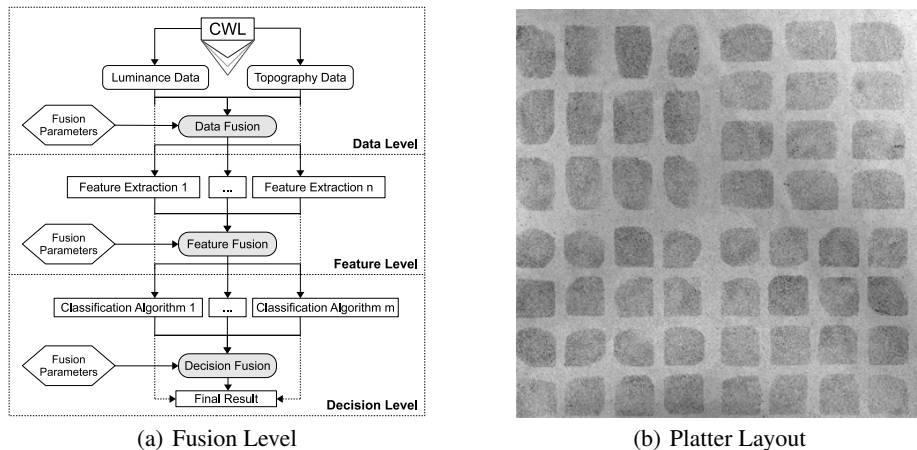 CWL
Luminance Data
Topography Data
Fusion
Parameters
Data Fusion
Data Level
Feature Extraction 1
...
Feature Extraction n
Fusion
Parameters
Feature Fusion
Feature Level
Classification Algorithm 1
...
Classification Algorithm m
Fusion
Parameters
Decision Fusion
Final Result
Decision Level
(a) Fusion Level
(b) Platter Layout